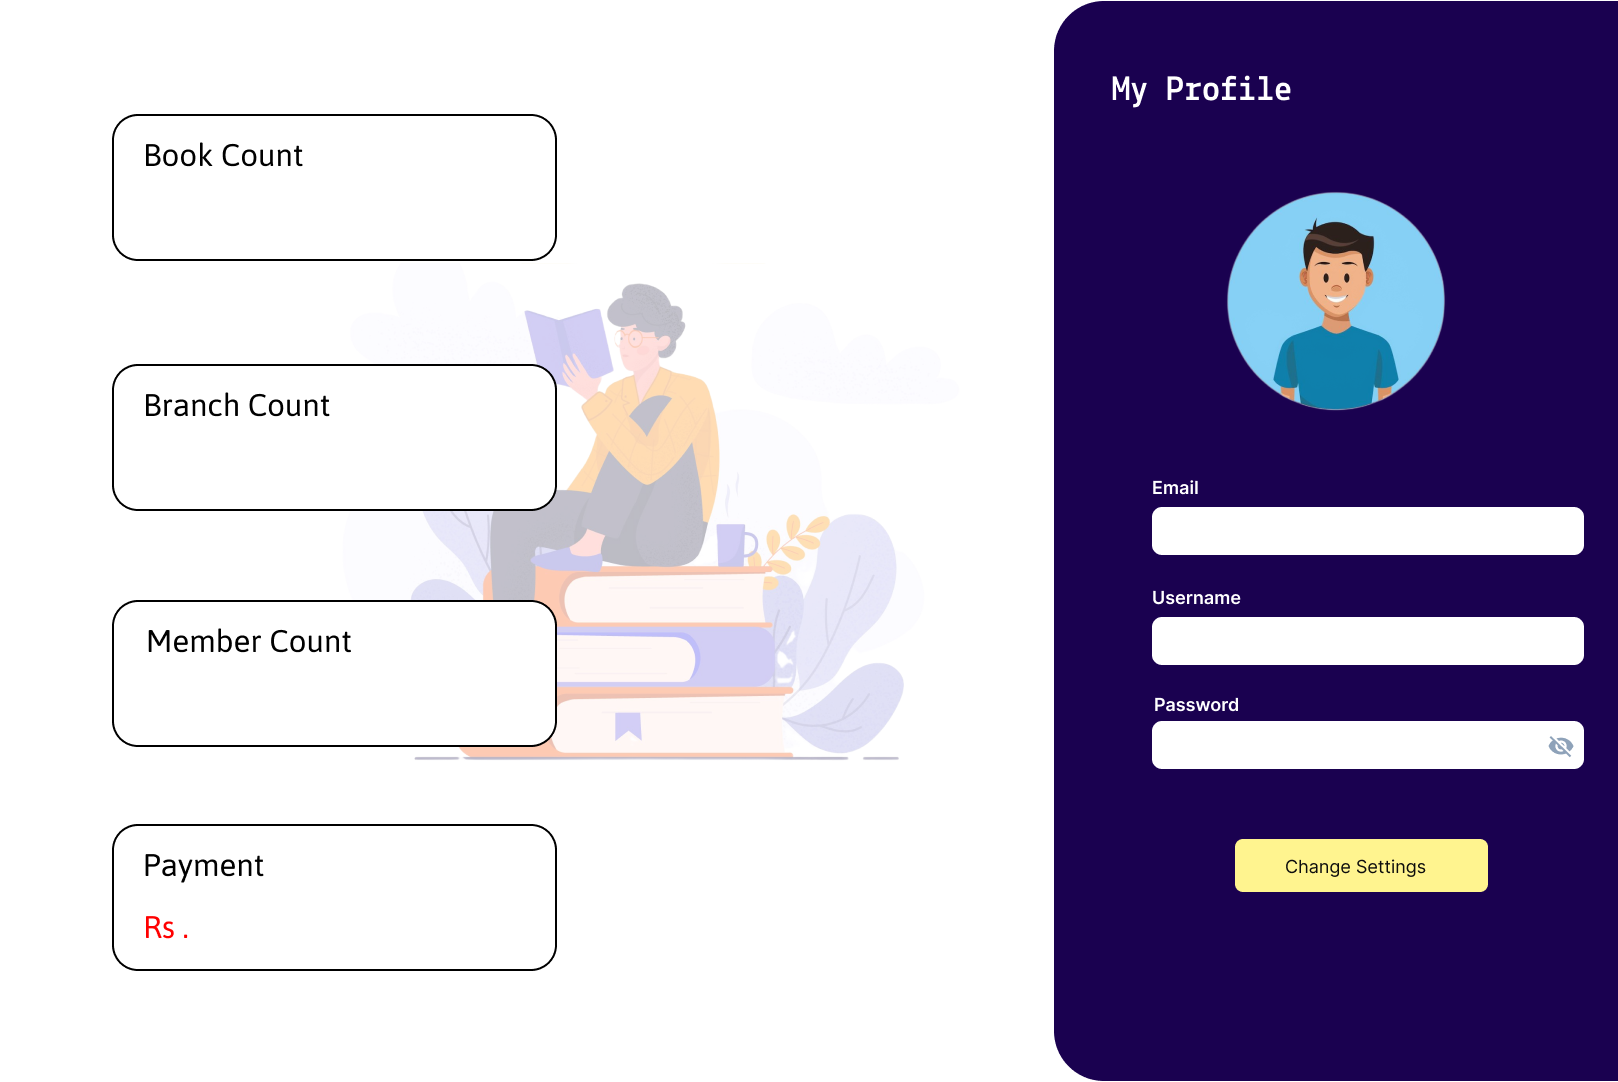 Book Count
Branch Count
Member Count
Payment
Rs .
My Profile
Email
Username
Password
Change Settings